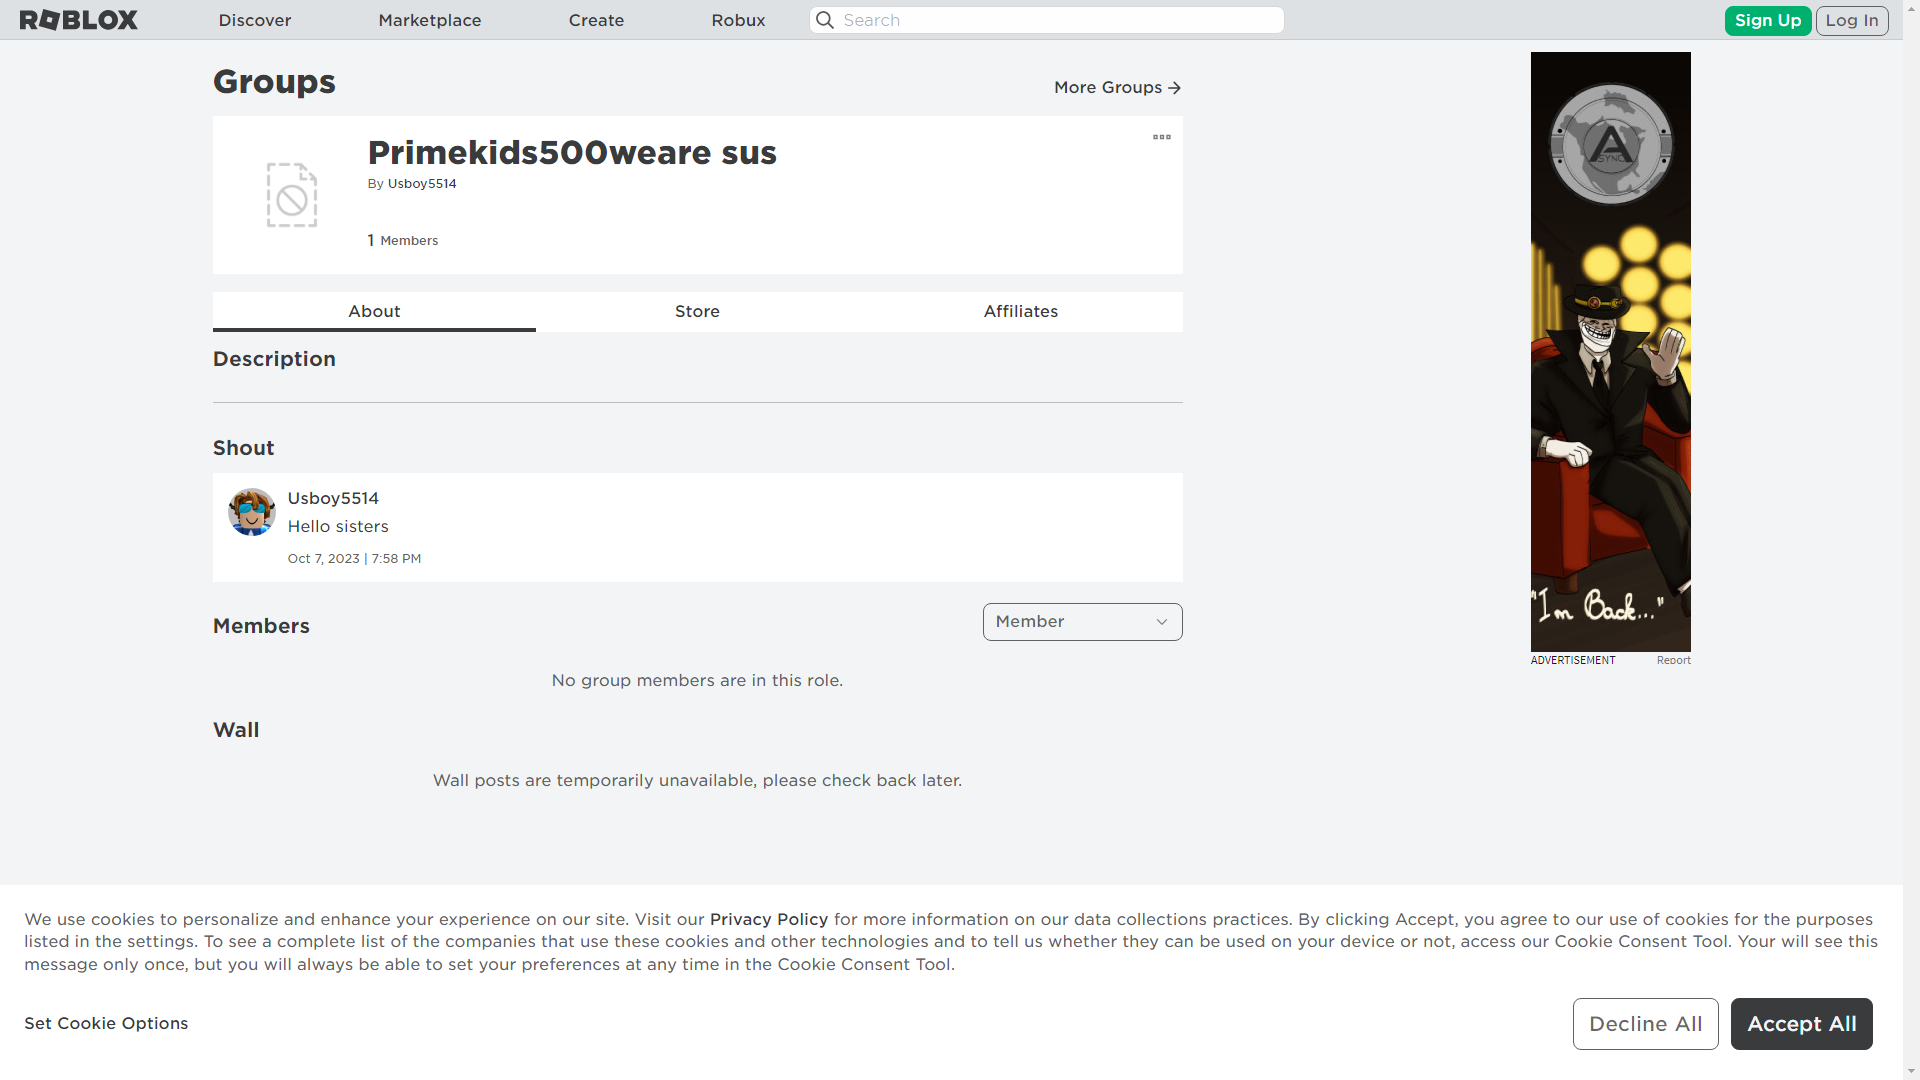 ROBLOX Discover Marketplace Create Robux Search Sign Up Log In
Groups More Groups
Primekids500weare sus
By Usboy5514
1 Members
About Store Affiliates
Description
Shout
Usboy5514
Hello sisters
Oct 7, 2023 | 7:58 PM
Members Member
No group members are in this role.
Wall
Wall posts are temporarily unavailable, please check back later.
A
SYNC
"I'm Back..."
ADVERTISEMENT Report
We use cookies to personalize and enhance your experience on our site. Visit our Privacy Policy for more information on our data collections practices. By clicking Accept, you agree to our use of cookies for the purposes
listed in the settings. To see a complete list of the companies that use these cookies and other technologies and to tell us whether they can be used on your device or not, access our Cookie Consent Tool. Your will see this
message only once, but you will always be able to set your preferences at any time in the Cookie Consent Tool.
Set Cookie Options Decline All Accept All